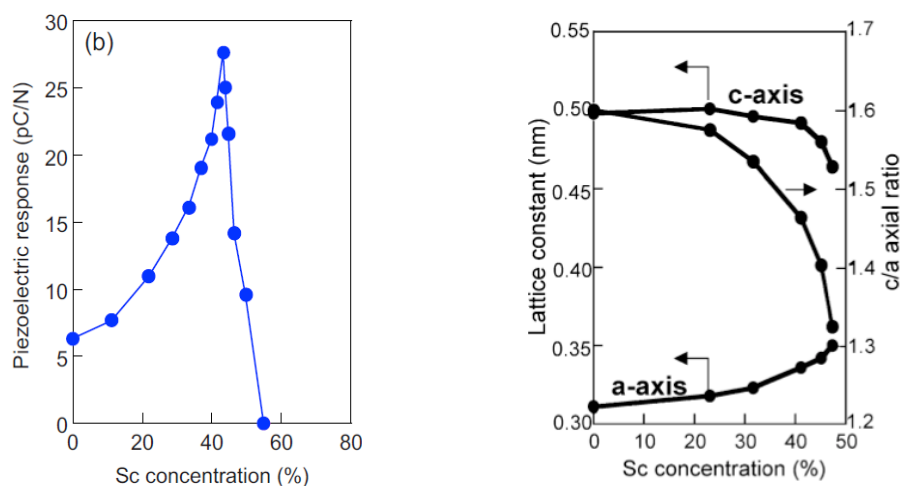 (b)
Piezoelectric response (pC/N)
30
25
20
15
10
5
0
0 20 40 60 80
Sc concentration (%)
Lattice constant (nm)
0.55
0.50
0.45
0.40
0.35
0.30
c-axis
a-axis
1.7
1.6
1.5
1.4
1.3
1.2
c/a axial ratio
0 10 20 30 40 50
Sc concentration (%)